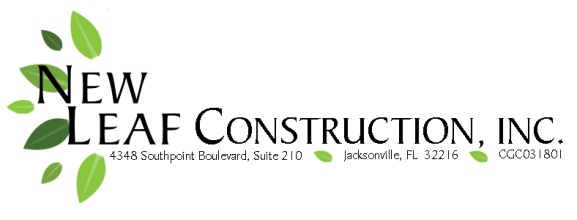 NEW
LEAF CONSTRUCTION, INC.
4348 Southpoint Boulevard, Suite 210 Jacksonville, FL 32216 CGC031801